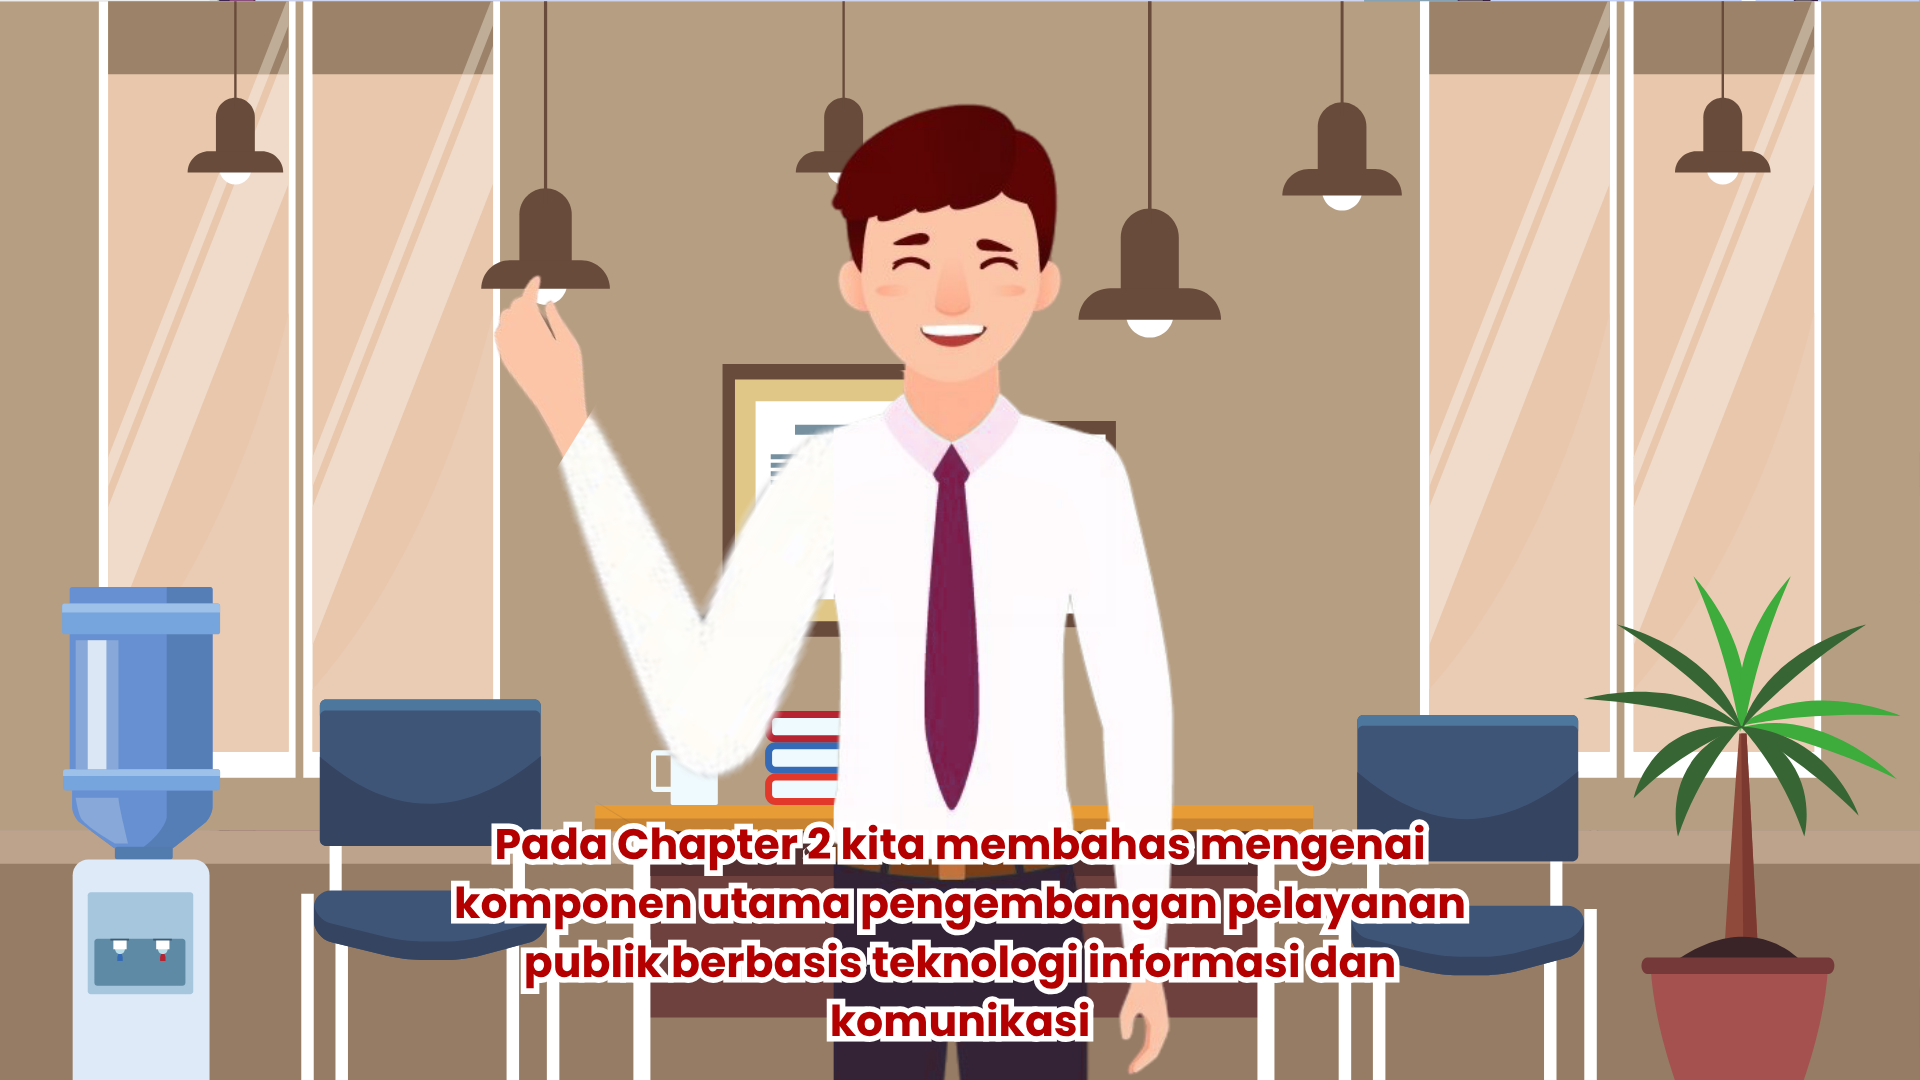 Pada Chapter 2 kita membahas mengenai
komponen utama pengembangan pelayanan
publik berbasis teknologi informasi dan
komunikasi